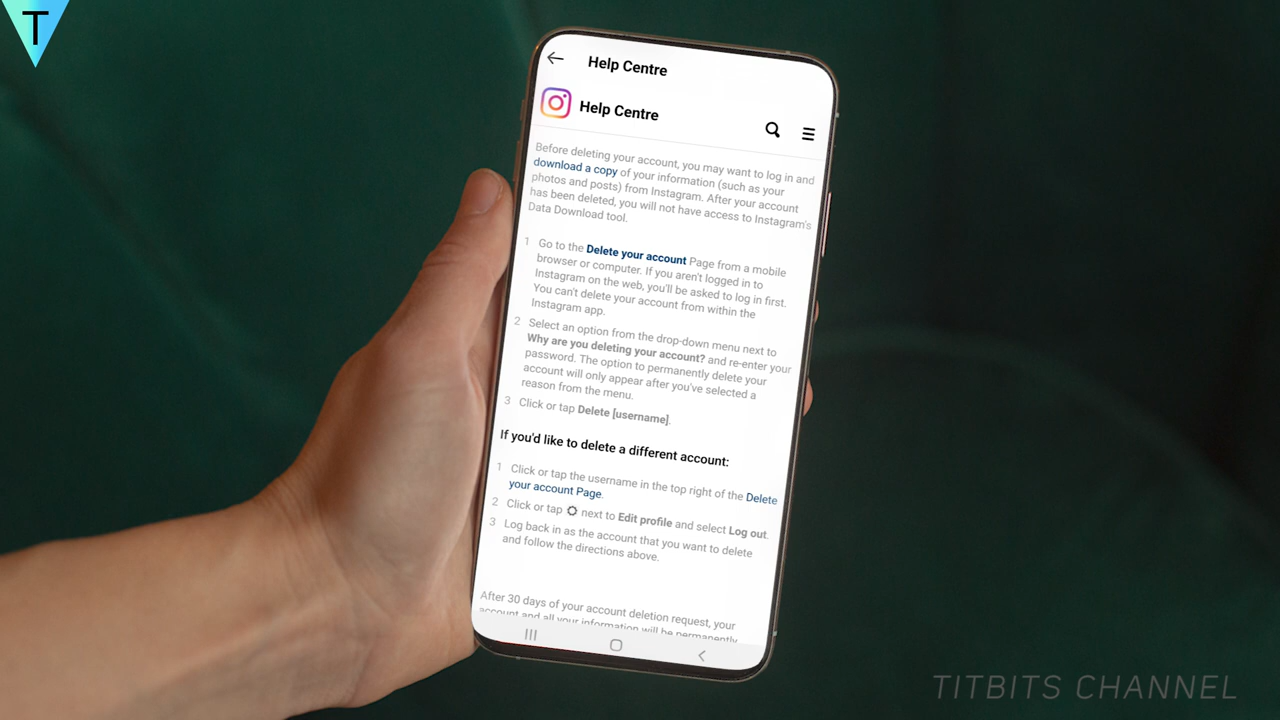 T
Help Centre
Help Centre
Before deleting your account, you may want to log in and
download a copy of your information (such as your
photos and posts) from Instagram. After your account
has been deleted, you will not have access to Instagram's
Data Download tool.
1 Go to the Delete your account Page from a mobile
browser or computer. If you aren't logged in to
Instagram on the web, you'll be asked to log in first.
You can't delete your account from within the
Instagram app.
2 Select an option from the drop-down menu next to
Why are you deleting your account? and re-enter your
password. The option to permanently delete your
account will only appear after you've selected a
reason from the menu.
3 Click or tap Delete [username].
If you'd like to delete a different account:
1 Click or tap the username in the top right of the Delete
your account Page.
2 Click or tap next to Edit profile and select Log out.
3 Log back in as the account that you want to delete
and follow the directions above.
After 30 days of your account deletion request, your
account and all your information will be permanently
TITBITS CHANNEL